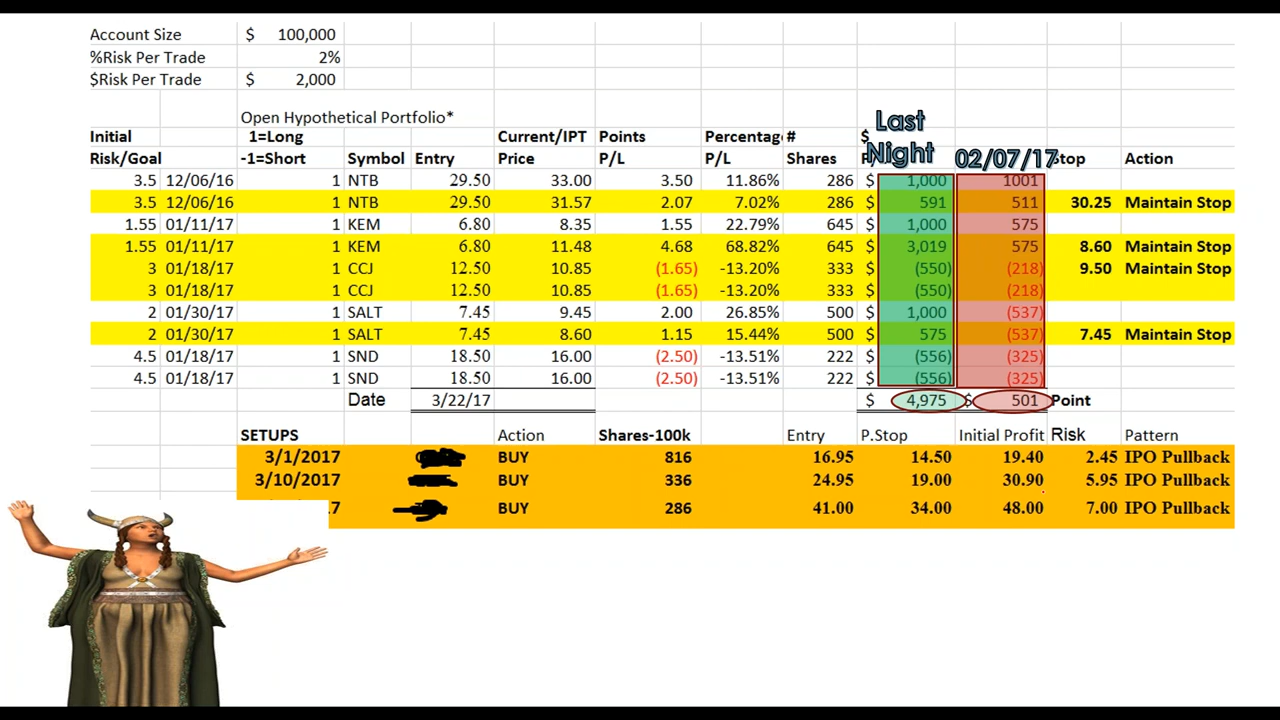 Account Size $ 100,000
%Risk Per Trade 2%
$Risk Per Trade $ 2,000
Open Hypothetical Portfolio*
Initial 1=Long Current/IPT Points Percentag # $ Last
Risk/Goal -1=Short Symbol Entry Price P/L P/L Shares Night 02/07/17 Stop Action
3.5 12/06/16 1 NTB 29.50 33.00 3.50 11.86% 286 $ 1,000 1001
3.5 12/06/16 1 NTB 29.50 31.57 2.07 7.02% 286 $ 591 511 30.25 Maintain Stop
1.55 01/11/17 1 KEM 6.80 8.35 1.55 22.79% 645 $ 1,000 575
1.55 01/11/17 1 KEM 6.80 11.48 4.68 68.82% 645 $ 3,019 575 8.60 Maintain Stop
3 01/18/17 1 CCJ 12.50 10.85 (1.65) -13.20% 333 $ (550) (218) 9.50 Maintain Stop
3 01/18/17 1 CCJ 12.50 10.85 (1.65) -13.20% 333 $ (550) (218)
2 01/30/17 1 SALT 7.45 9.45 2.00 26.85% 500 $ 1,000 (537)
2 01/30/17 1 SALT 7.45 8.60 1.15 15.44% 500 $ 575 (537) 7.45 Maintain Stop
4.5 01/18/17 1 SND 18.50 16.00 (2.50) -13.51% 222 $ (556) (325)
4.5 01/18/17 1 SND 18.50 16.00 (2.50) -13.51% 222 $ (556) (325)
Date 3/22/17 $ 4,975 $ 501 Point
SETUPS Action Shares-100k Entry P.Stop Initial Profit Risk Pattern
3/1/2017 BUY 816 16.95 14.50 19.40 2.45 IPO Pullback
3/10/2017 BUY 336 24.95 19.00 30.90 5.95 IPO Pullback
7 BUY 286 41.00 34.00 48.00 7.00 IPO Pullback